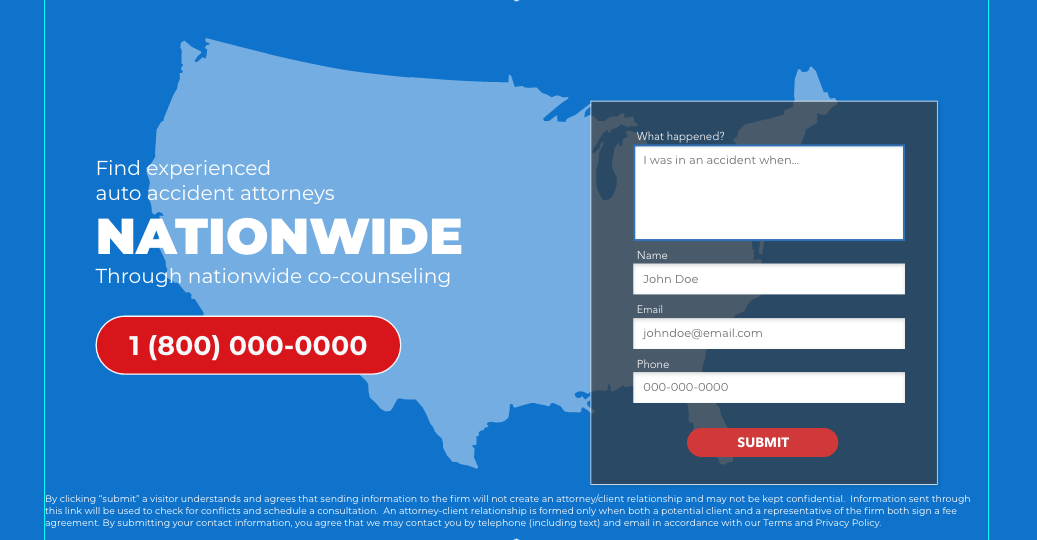 Find experienced
auto accident attorneys
NATIONWIDE
Through nationwide co-counseling
1 (800) 000-0000
What happened?
I was in an accident when...
Name
John Doe
Email
johndoe@email.com
Phone
000-000-0000
SUBMIT
By clicking "submit" a visitor understands and agrees that sending information to the firm will not create an attorney/client relationship and may not be kept confidential.  Information sent through
this link will be used to check for conflicts and schedule a consultation.  An attorney-client relationship is formed only when both a potential client and a representative of the firm both sign a fee
agreement. By submitting your contact information, you agree that we may contact you by telephone (including text) and email in accordance with our Terms and Privacy Policy.